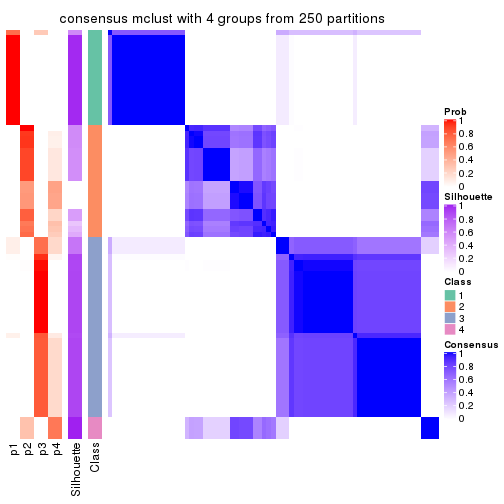 consensus mclust with 4 groups from 250 partitions
Prob
1
0.8
0.6
0.4
0.2
0
Silhouette
1
0.8
0.6
0.4
0.2
0
Class
1
2
3
4
Consensus
1
0.8
0.6
0.4
0.2
0
p1
p2
p3
p4
Silhouette
Class